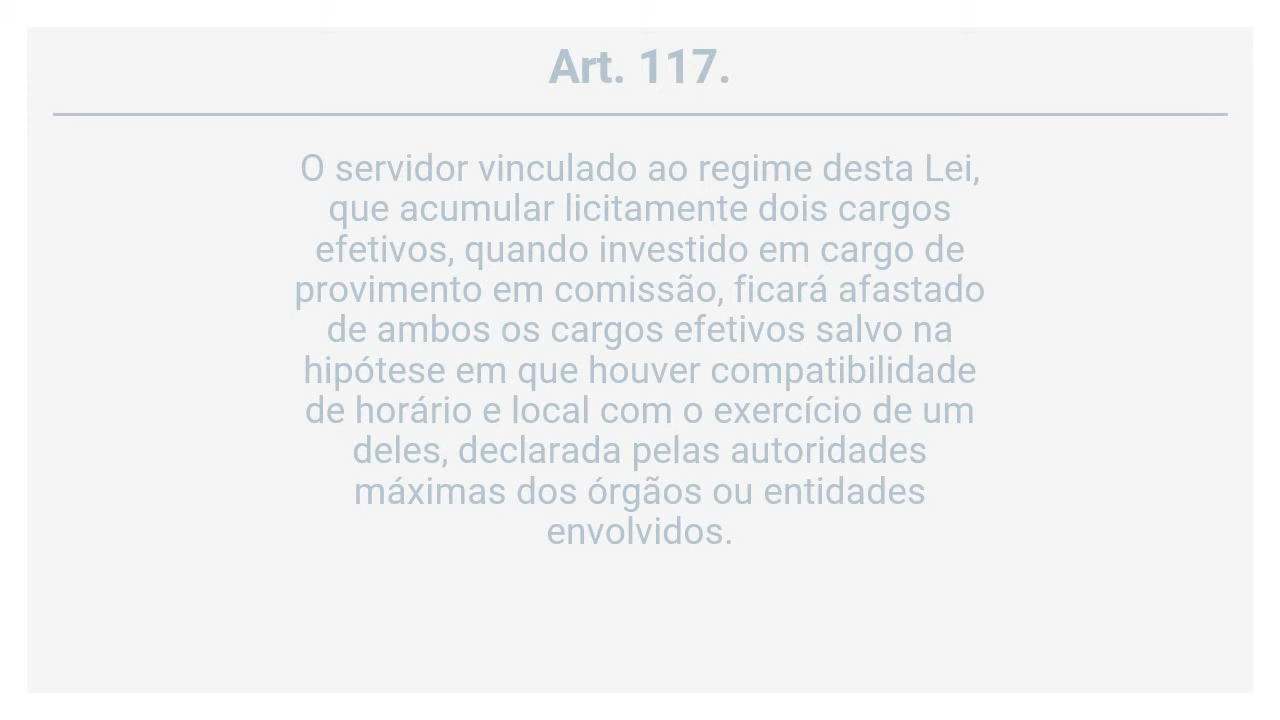 Art. 117.
O servidor vinculado ao regime desta Lei,
que acumular licitamente dois cargos
efetivos, quando investido em cargo de
provimento em comissão, ficará afastado
de ambos os cargos efetivos salvo na
hipótese em que houver compatibilidade
de horário e local com o exercício de um
deles, declarada pelas autoridades
máximas dos órgãos ou entidades
envolvidos.